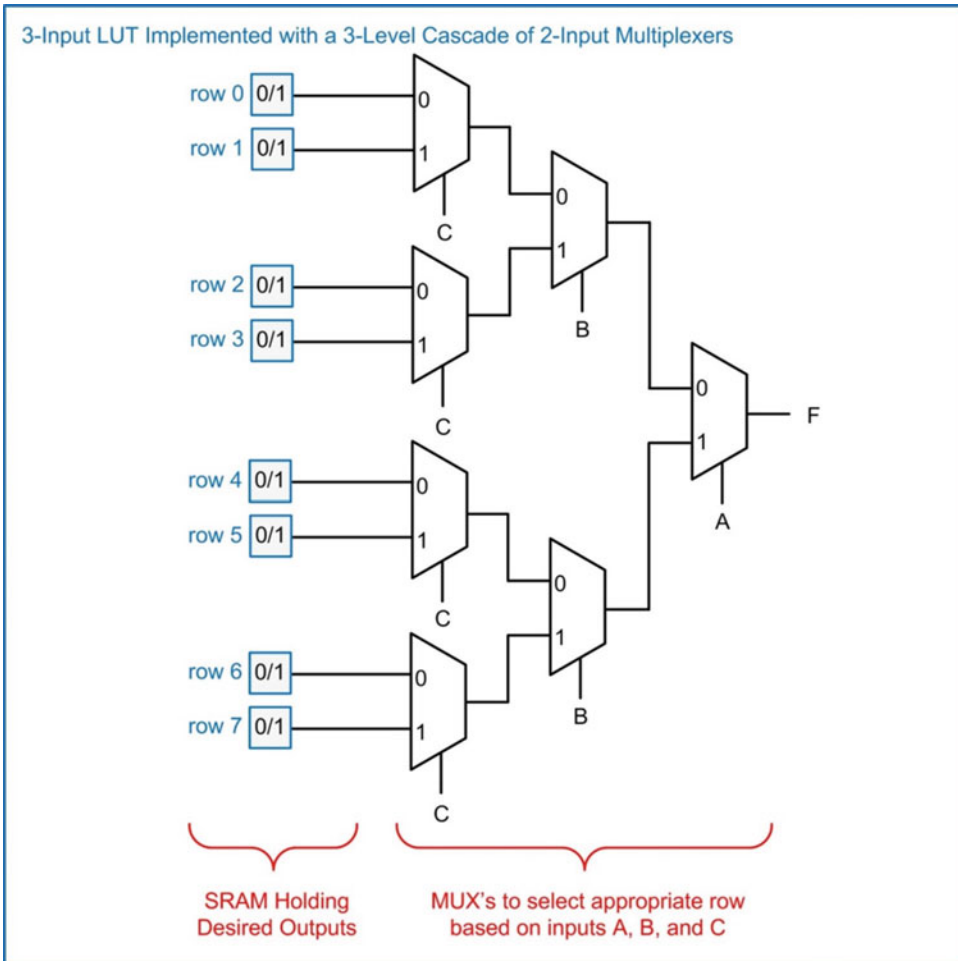 3-Input LUT Implemented with a 3-Level Cascade of 2-Input Multiplexers
row 0 0/1
0
row 1 0/1
1
C
0
1
B
row 2 0/1
0
row 3 0/1
1
C
0
1
F
A
row 4 0/1
0
row 5 0/1
1
C
0
1
B
row 6 0/1
0
row 7 0/1
1
C
SRAM Holding
Desired Outputs
MUX's to select appropriate row
based on inputs A, B, and C